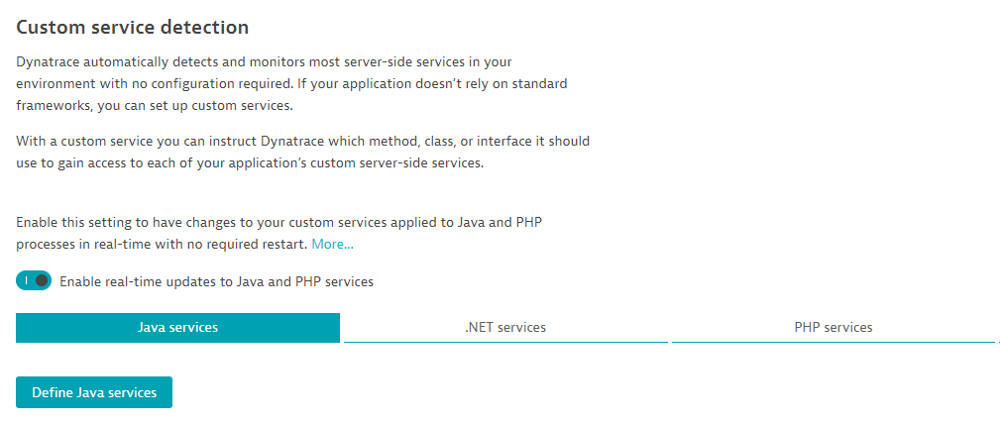 Custom service detection
Dynatrace automatically detects and monitors most server-side services in your
environment with no configuration required. If your application doesn’t rely on standard
frameworks, you can set up custom services.
With a custom service you can instruct Dynatrace which method, class, or interface it should
use to gain access to each of your application’s custom server-side services.
Enable this setting to have changes to your custom services applied to Java and PHP
processes in real-time with no required restart. More...
Enable real-time updates to Java and PHP services
Java services
.NET services
PHP services
Define Java services